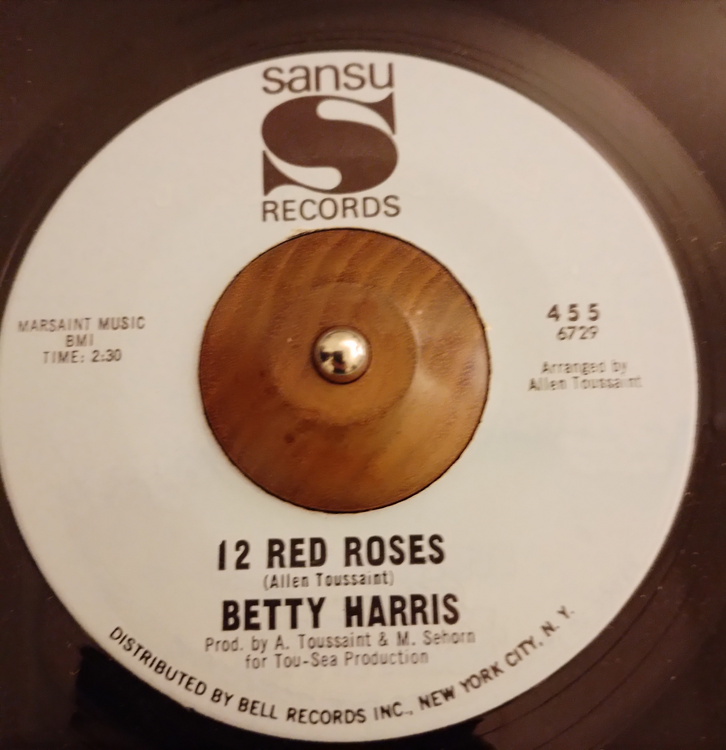 sansu
S
RECORDS
MARSAINT MUSIC
BMI
TIME: 2:30
455
6729
Arranged by
Allen Toussaint
12 RED ROSES
(Allen Toussaint)
BETTY HARRIS
Prod. by A. Toussaint & M. Sehorn
for Tou-Sea Production
DISTRIBUTED BY BELL RECORDS INC., NEW YORK CITY, N. Y.